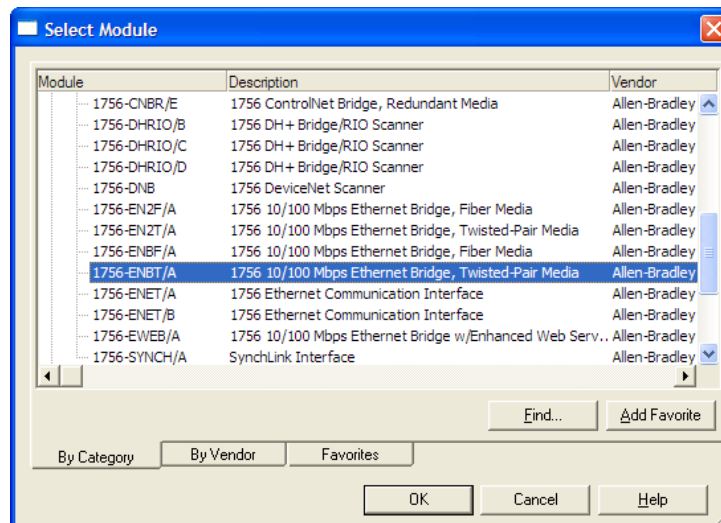 Select Module
Module Description Vendor
1756-CNBR/E 1756 ControlNet Bridge, Redundant Media Allen-Bradley
1756-DHRIO/B 1756 DH+ Bridge/RIO Scanner Allen-Bradley
1756-DHRIO/C 1756 DH+ Bridge/RIO Scanner Allen-Bradley
1756-DHRIO/D 1756 DH+ Bridge/RIO Scanner Allen-Bradley
1756-DNB 1756 DeviceNet Scanner Allen-Bradley
1756-EN2F/A 1756 10/100 Mbps Ethernet Bridge, Fiber Media Allen-Bradley
1756-EN2T/A 1756 10/100 Mbps Ethernet Bridge, Twisted-Pair Media Allen-Bradley
1756-ENBF/A 1756 10/100 Mbps Ethernet Bridge, Fiber Media Allen-Bradley
1756-ENBT/A 1756 10/100 Mbps Ethernet Bridge, Twisted-Pair Media Allen-Bradley
1756-ENET/A 1756 Ethernet Communication Interface Allen-Bradley
1756-ENET/B 1756 Ethernet Communication Interface Allen-Bradley
1756-EWEB/A 1756 10/100 Mbps Ethernet Bridge w/Enhanced Web Serv... Allen-Bradley
1756-SYNCH/A SynchLink Interface Allen-Bradley
Find... Add Favorite
By Category By Vendor Favorites
OK Cancel Help